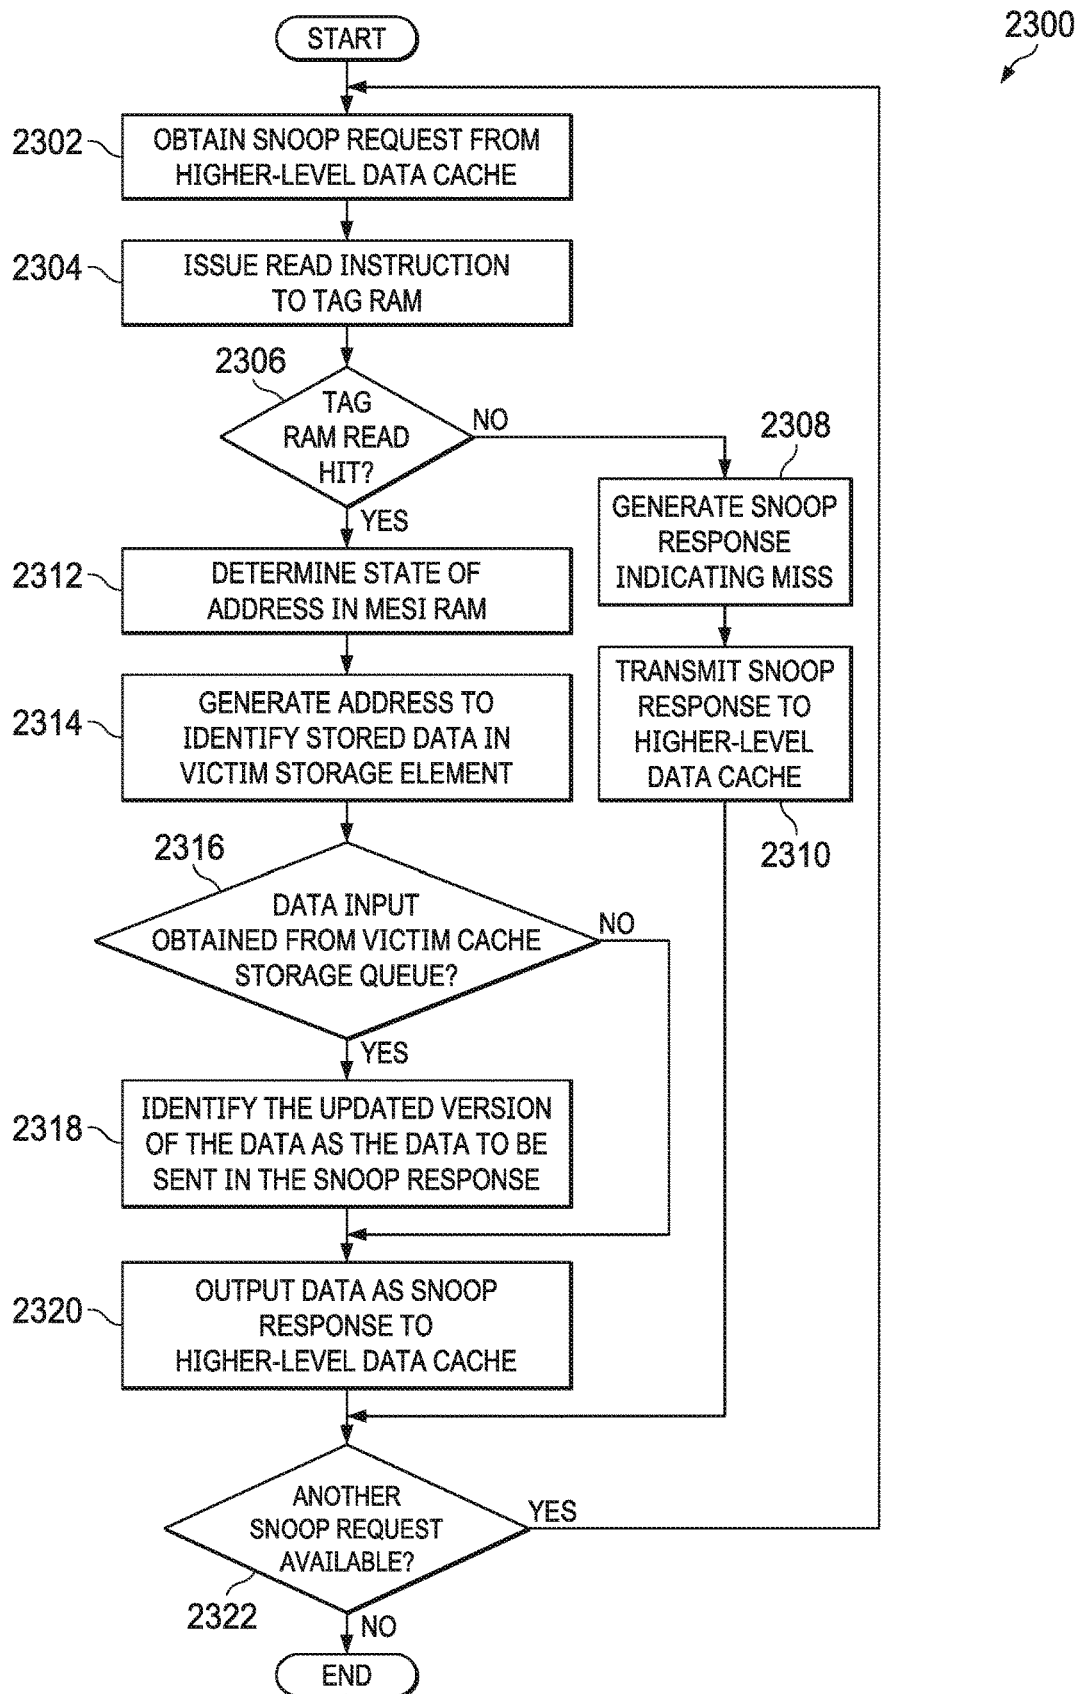 2300
START
2302
OBTAIN SNOOP REQUEST FROM
HIGHER-LEVEL DATA CACHE
2304
ISSUE READ INSTRUCTION
TO TAG RAM
2306
TAG
RAM READ
HIT?
NO
YES
2308
GENERATE SNOOP
RESPONSE
INDICATING MISS
2312
DETERMINE STATE OF
ADDRESS IN MESI RAM
TRANSMIT SNOOP
RESPONSE TO
HIGHER-LEVEL
DATA CACHE
2310
2314
GENERATE ADDRESS TO
IDENTIFY STORED DATA IN
VICTIM STORAGE ELEMENT
2316
DATA INPUT
OBTAINED FROM VICTIM CACHE
STORAGE QUEUE?
NO
YES
2318
IDENTIFY THE UPDATED VERSION
OF THE DATA AS THE DATA TO BE
SENT IN THE SNOOP RESPONSE
2320
OUTPUT DATA AS SNOOP
RESPONSE TO
HIGHER-LEVEL DATA CACHE
ANOTHER
SNOOP REQUEST
AVAILABLE?
YES
2322
NO
END